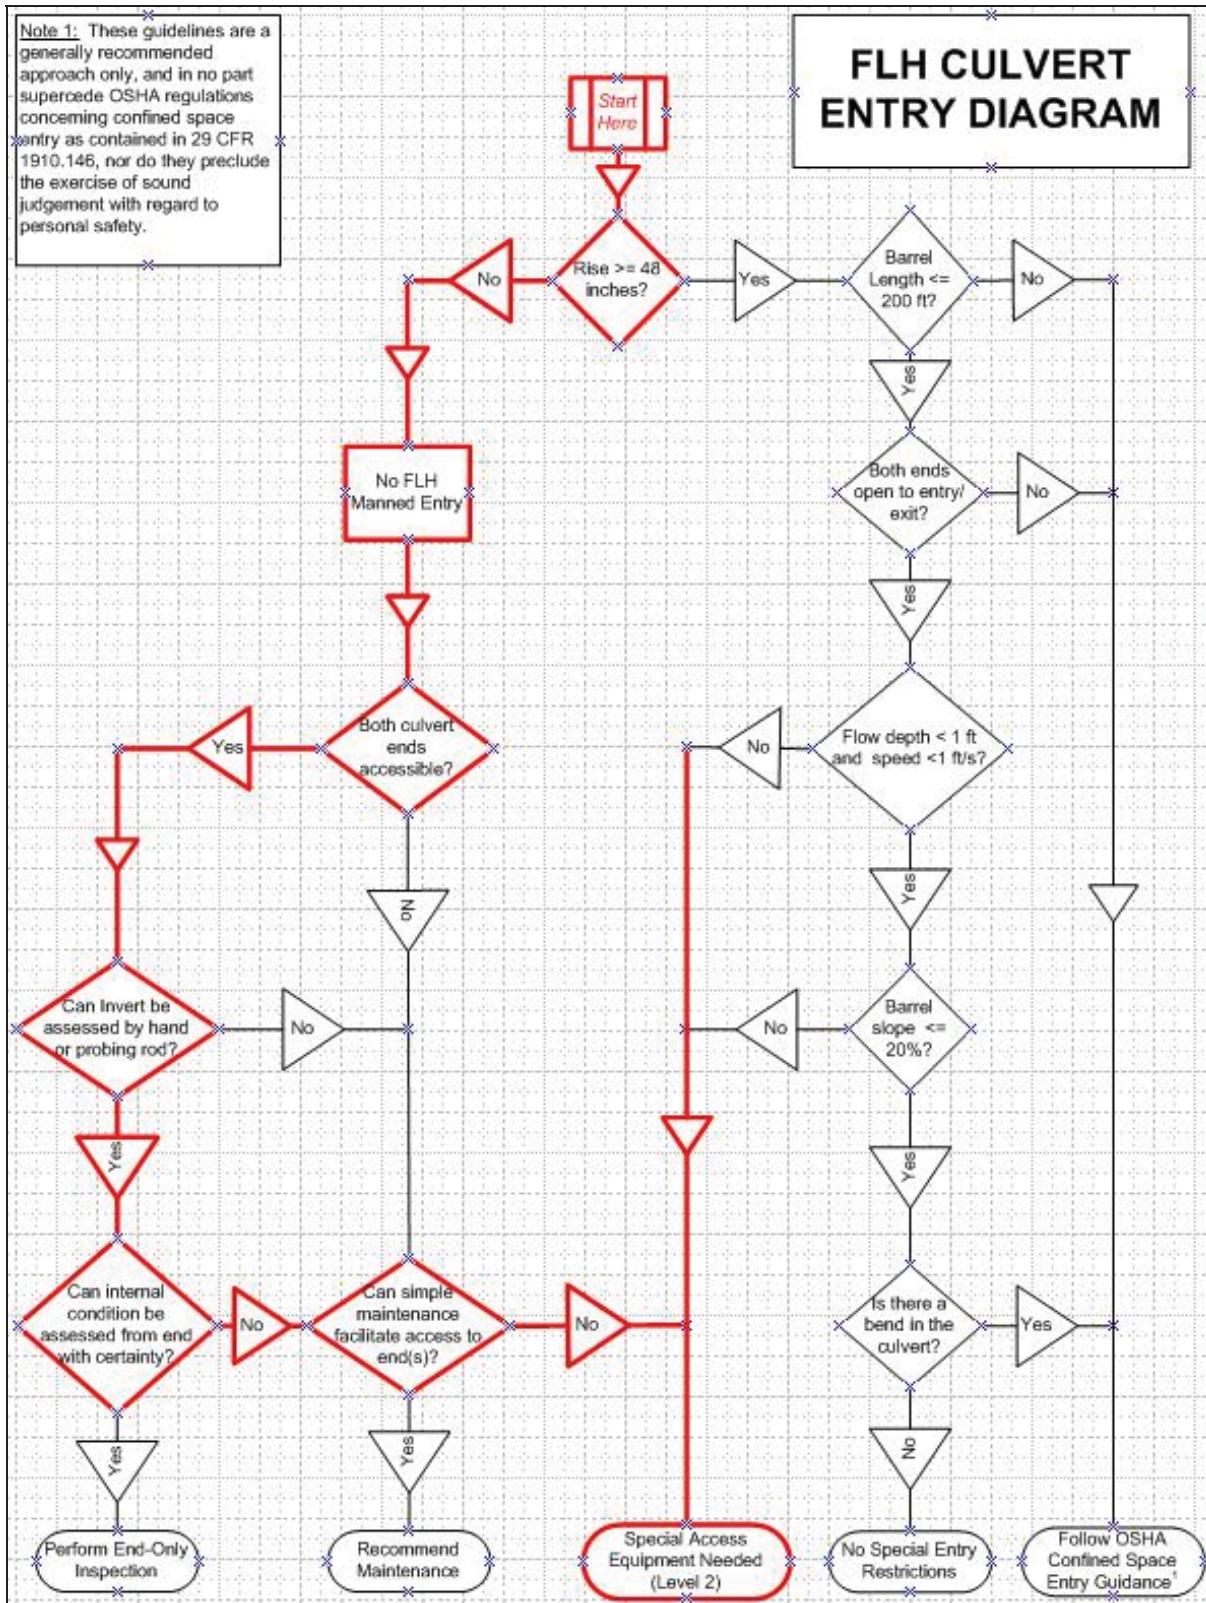 Note 1: These guidelines are a
generally recommended
approach only, and in no part
supercede OSHA regulations
concerning confined space
entry as contained in 29 CFR
1910.146, nor do they preclude
the exercise of sound
judgement with regard to
personal safety.
FLH CULVERT
ENTRY DIAGRAM
Start
Here
Rise >= 48
inches?
No
Yes
Barrel
Length <=
200 ft?
No
Yes
No FLH
Manned Entry
Both ends
open to entry/
exit?
No
Yes
Both culvert
ends
accessible?
Yes
No
Flow depth < 1 ft
and speed <1 ft/s?
No
Yes
Can Invert be
assessed by hand
or probing rod?
No
Yes
Barrel
slope <=
20%?
No
Yes
Can internal
condition be
assessed from end
with certainty?
No
Yes
Can simple
maintenance
facilitate access to
end(s)?
No
Yes
Is there a
bend in the
culvert?
Yes
No
Perform End-Only
Inspection
Recommend
Maintenance
Special Access
Equipment Needed
(Level 2)
No Special Entry
Restrictions
Follow OSHA
Confined Space
Entry Guidance¹